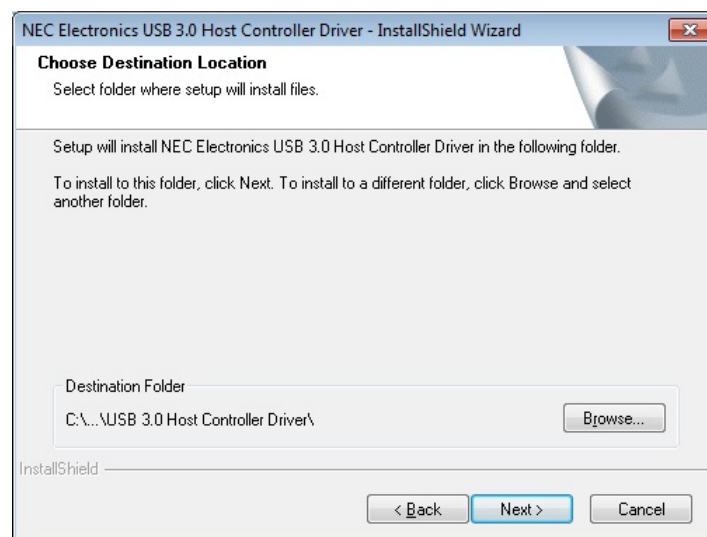 NEC Electronics USB 3.0 Host Controller Driver - InstallShield Wizard
Choose Destination Location
Select folder where setup will install files.
Setup will install NEC Electronics USB 3.0 Host Controller Driver in the following folder.
To install to this folder, click Next. To install to a different folder, click Browse and select
another folder.
Destination Folder
C:\...\USB 3.0 Host Controller Driver\
Browse...
InstallShield
< Back
Next >
Cancel